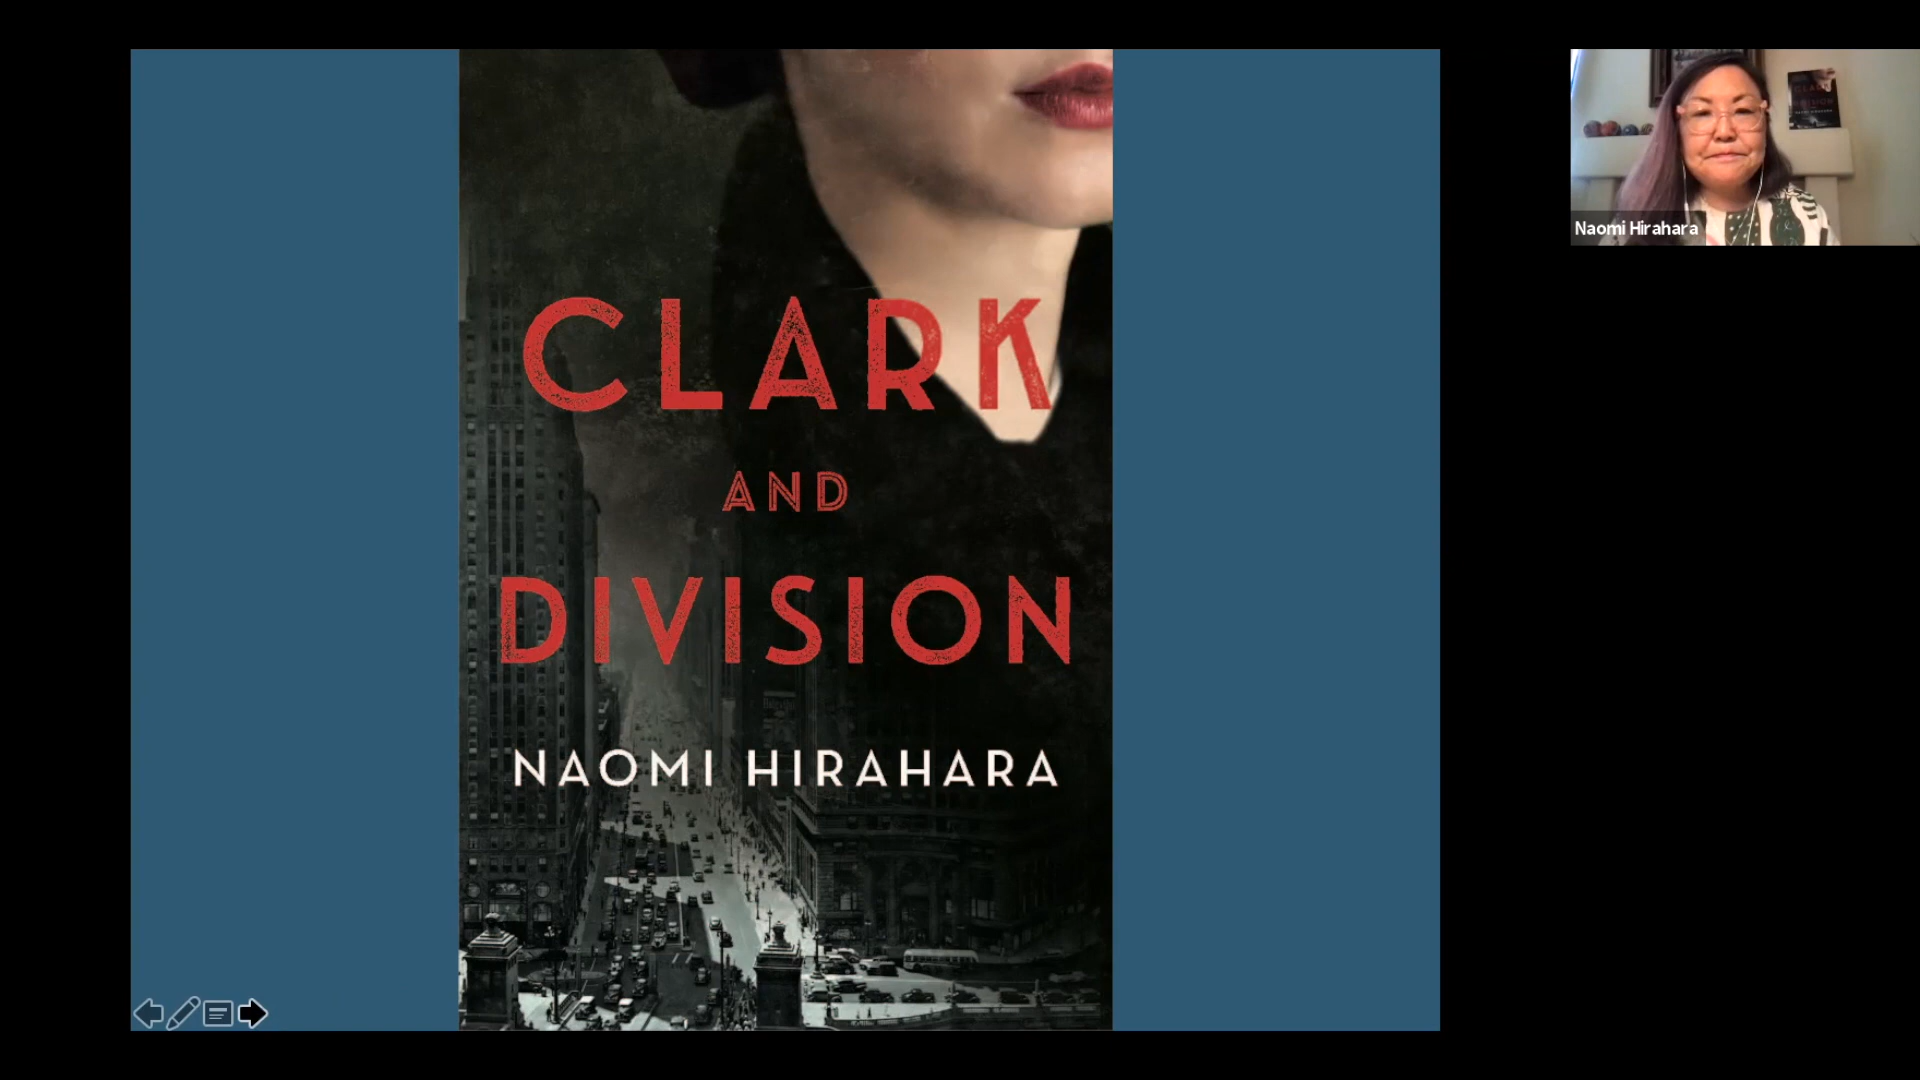 CLARK
AND
DIVISION
NAOMI HIRAHARA
Naomi Hirahara